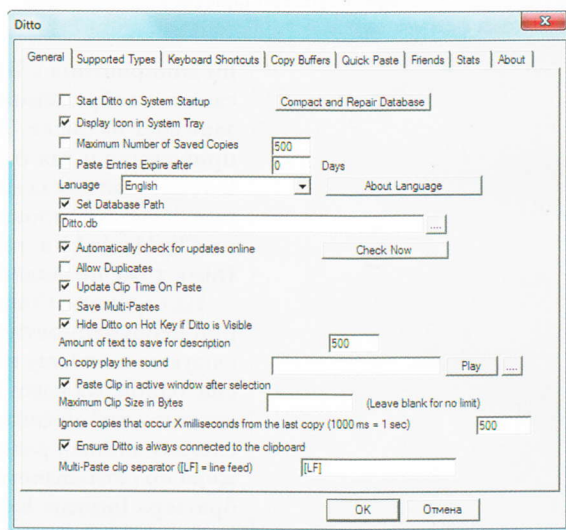 Ditto
General Supported Types Keyboard Shortcuts Copy Buffers Quick Paste Friends Stats About
Start Ditto on System Startup Compact and Repair Database
Display Icon in System Tray
Maximum Number of Saved Copies 500
Paste Entries Expire after 0 Days
Lanuage English About Language
Set Database Path
Ditto.db ....
Automatically check for updates online Check Now
Allow Duplicates
Update Clip Time On Paste
Save Multi-Pastes
Hide Ditto on Hot Key if Ditto is Visible
Amount of text to save for description 500
On copy play the sound Play ....
Paste Clip in active window after selection
Maximum Clip Size in Bytes (Leave blank for no limit)
Ignore copies that occur X milliseconds from the last copy (1000 ms = 1 sec) 500
Ensure Ditto is always connected to the clipboard
Multi-Paste clip separator ([LF] = line feed) [LF]
OK Отмена